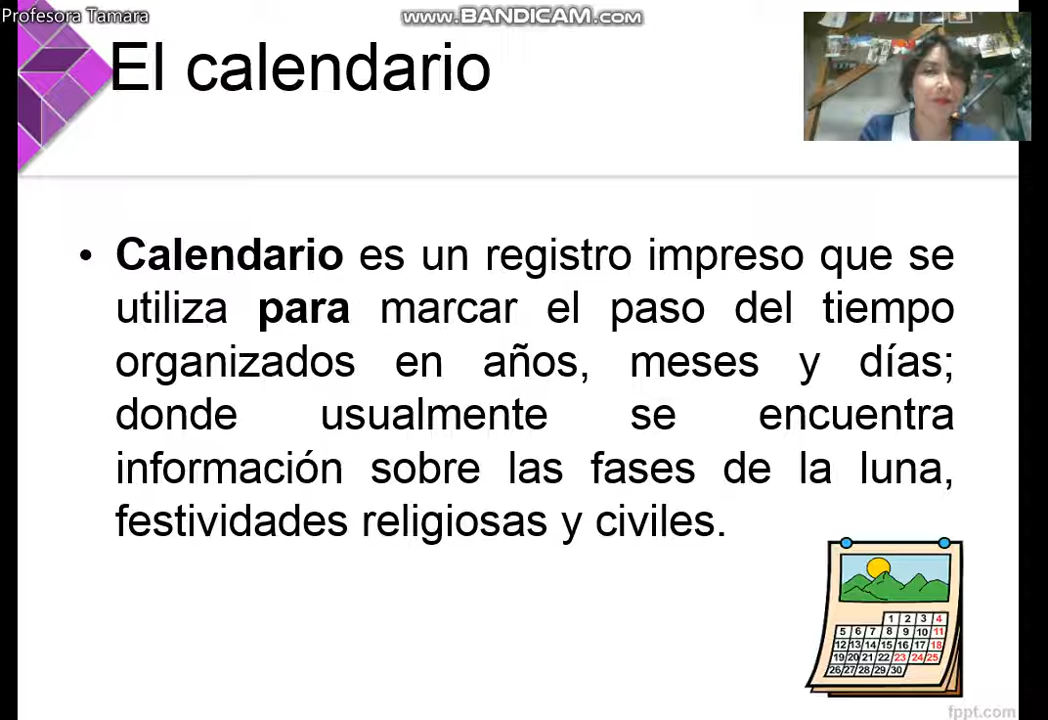 Profesora Tamara
www.BANDICAM.com
El calendario
• Calendario es un registro impreso que se
utiliza para marcar el paso del tiempo
organizados en años, meses y días;
donde usualmente se encuentra
información sobre las fases de la luna,
festividades religiosas y civiles.
1 2 3 4
5 6 7 8 9 10 11
12 13 14 15 16 17 18
19 20 21 22 23 24 25
26 27 28 29 30
fppt.com